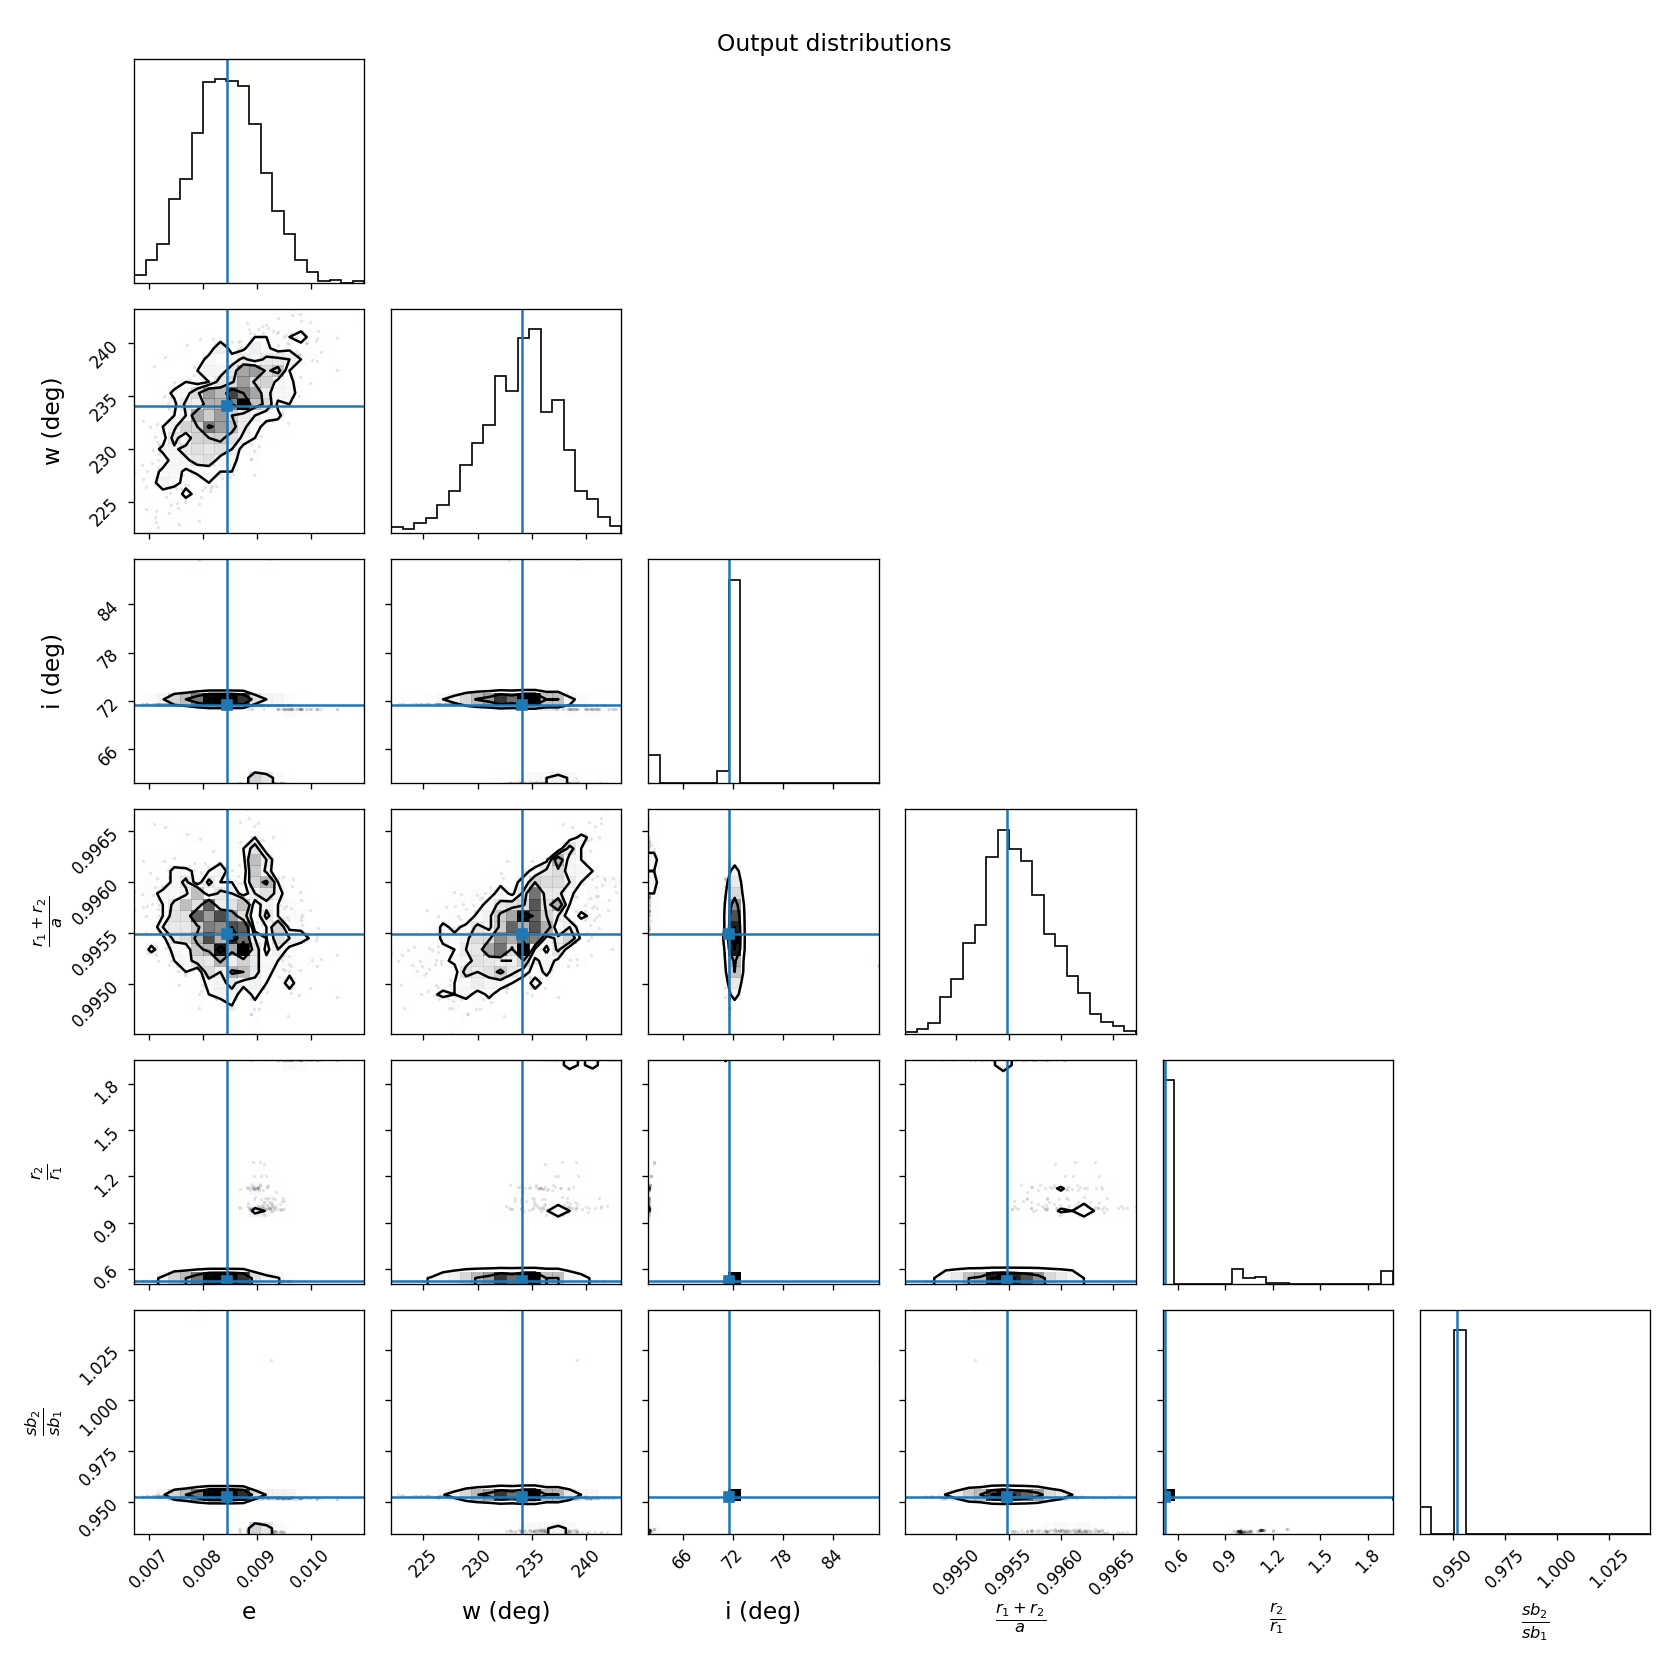 Output distributions
w (deg)
240
235
230
225
i (deg)
84
78
72
66
r₁ + r₂ / a
0.9965
0.9960
0.9955
0.9950
r₂ / r₁
1.8
1.5
1.2
0.9
0.6
sb₂ / sb₁
1.025
1.000
0.975
0.950
0.007 0.008 0.009 0.010 225 230 235 240 66 72 78 84 0.9950 0.9955 0.9960 0.9965 0.6 0.9 1.2 1.5 1.8 0.950 0.975 1.000 1.025
e w (deg) i (deg) r₁ + r₂ / a r₂ / r₁ sb₂ / sb₁